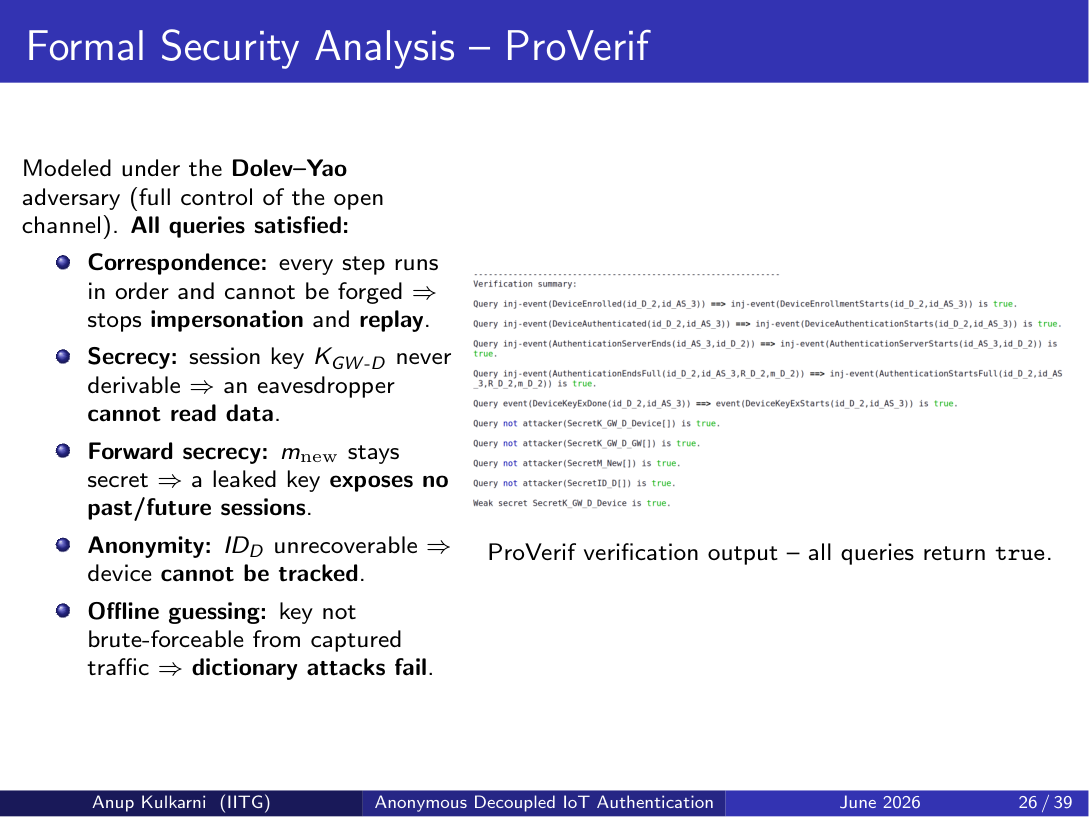 Formal Security Analysis – ProVerif
Modeled under the Dolev–Yao
adversary (full control of the open
channel). All queries satisfied:
Correspondence: every step runs
in order and cannot be forged ⇒
stops impersonation and replay.
Secrecy: session key K_GW-D never
derivable ⇒ an eavesdropper
cannot read data.
Forward secrecy: m_new stays
secret ⇒ a leaked key exposes no
past/future sessions.
Anonymity: ID_D unrecoverable ⇒
device cannot be tracked.
Offline guessing: key not
brute-forceable from captured
traffic ⇒ dictionary attacks fail.
--------------------------------------------------------------
Verification summary:
Query inj-event(DeviceEnrolled(id_D_2,id_AS_3)) ==> inj-event(DeviceEnrollmentStarts(id_D_2,id_AS_3)) is true.
Query inj-event(DeviceAuthenticated(id_D_2,id_AS_3)) ==> inj-event(DeviceAuthenticationStarts(id_D_2,id_AS_3)) is true.
Query inj-event(AuthenticationServerEnds(id_AS_3,id_D_2)) ==> inj-event(AuthenticationServerStarts(id_AS_3,id_D_2)) is
true.
Query inj-event(AuthenticationEndsFull(id_D_2,id_AS_3,R_D_2,m_D_2)) ==> inj-event(AuthenticationStartsFull(id_D_2,id_AS
_3,R_D_2,m_D_2)) is true.
Query event(DeviceKeyExDone(id_D_2,id_AS_3)) ==> event(DeviceKeyExStarts(id_D_2,id_AS_3)) is true.
Query not attacker(SecretK_GW_D_Device[]) is true.
Query not attacker(SecretK_GW_D_GW[]) is true.
Query not attacker(SecretM_New[]) is true.
Query not attacker(SecretID_D[]) is true.
Weak secret SecretK_GW_D_Device is true.
ProVerif verification output – all queries return true.
Anup Kulkarni (IITG)
Anonymous Decoupled IoT Authentication
June 2026
26 / 39